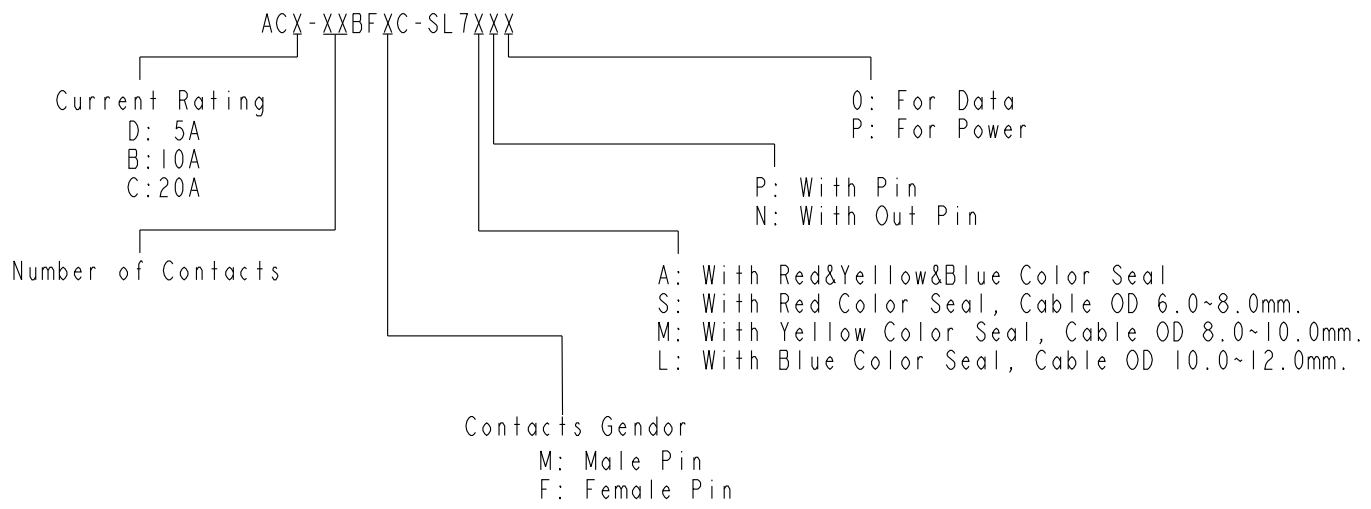 ACX-XXBFXC-SL7XXX
Current Rating
D: 5A
B:10A
C:20A
Number of Contacts
O: For Data
P: For Power
P: With Pin
N: With Out Pin
A: With Red&Yellow&Blue Color Seal
S: With Red Color Seal, Cable OD 6.0~8.0mm.
M: With Yellow Color Seal, Cable OD 8.0~10.0mm.
L: With Blue Color Seal, Cable OD 10.0~12.0mm.
Contacts Gendor
M: Male Pin
F: Female Pin